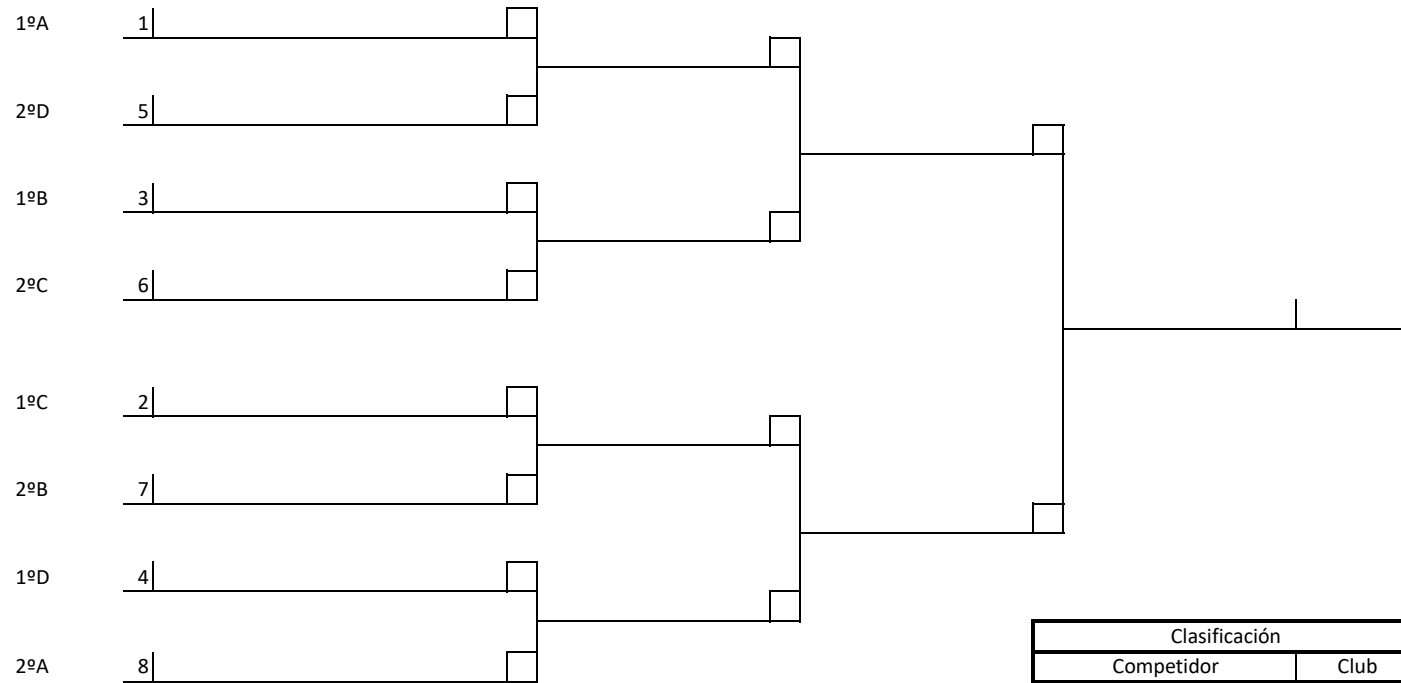 1ºA 1
2ºD 5
1ºB 3
2ºC 6
1ºC 2
2ºB 7
1ºD 4
2ºA 8
Clasificación
Competidor Club